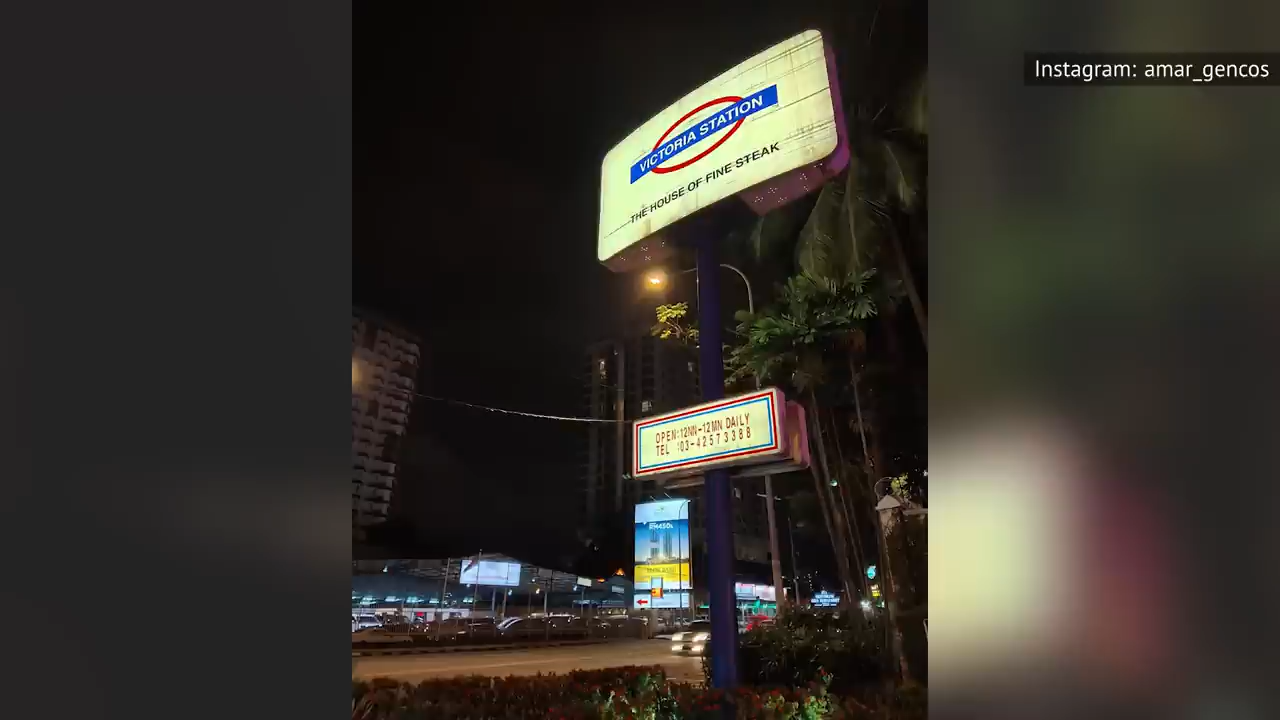 Instagram: amar_gencos
VICTORIA STATION
THE HOUSE OF FINE STEAK
OPEN:12NN-12MN DAILY
TEL :03-42573388